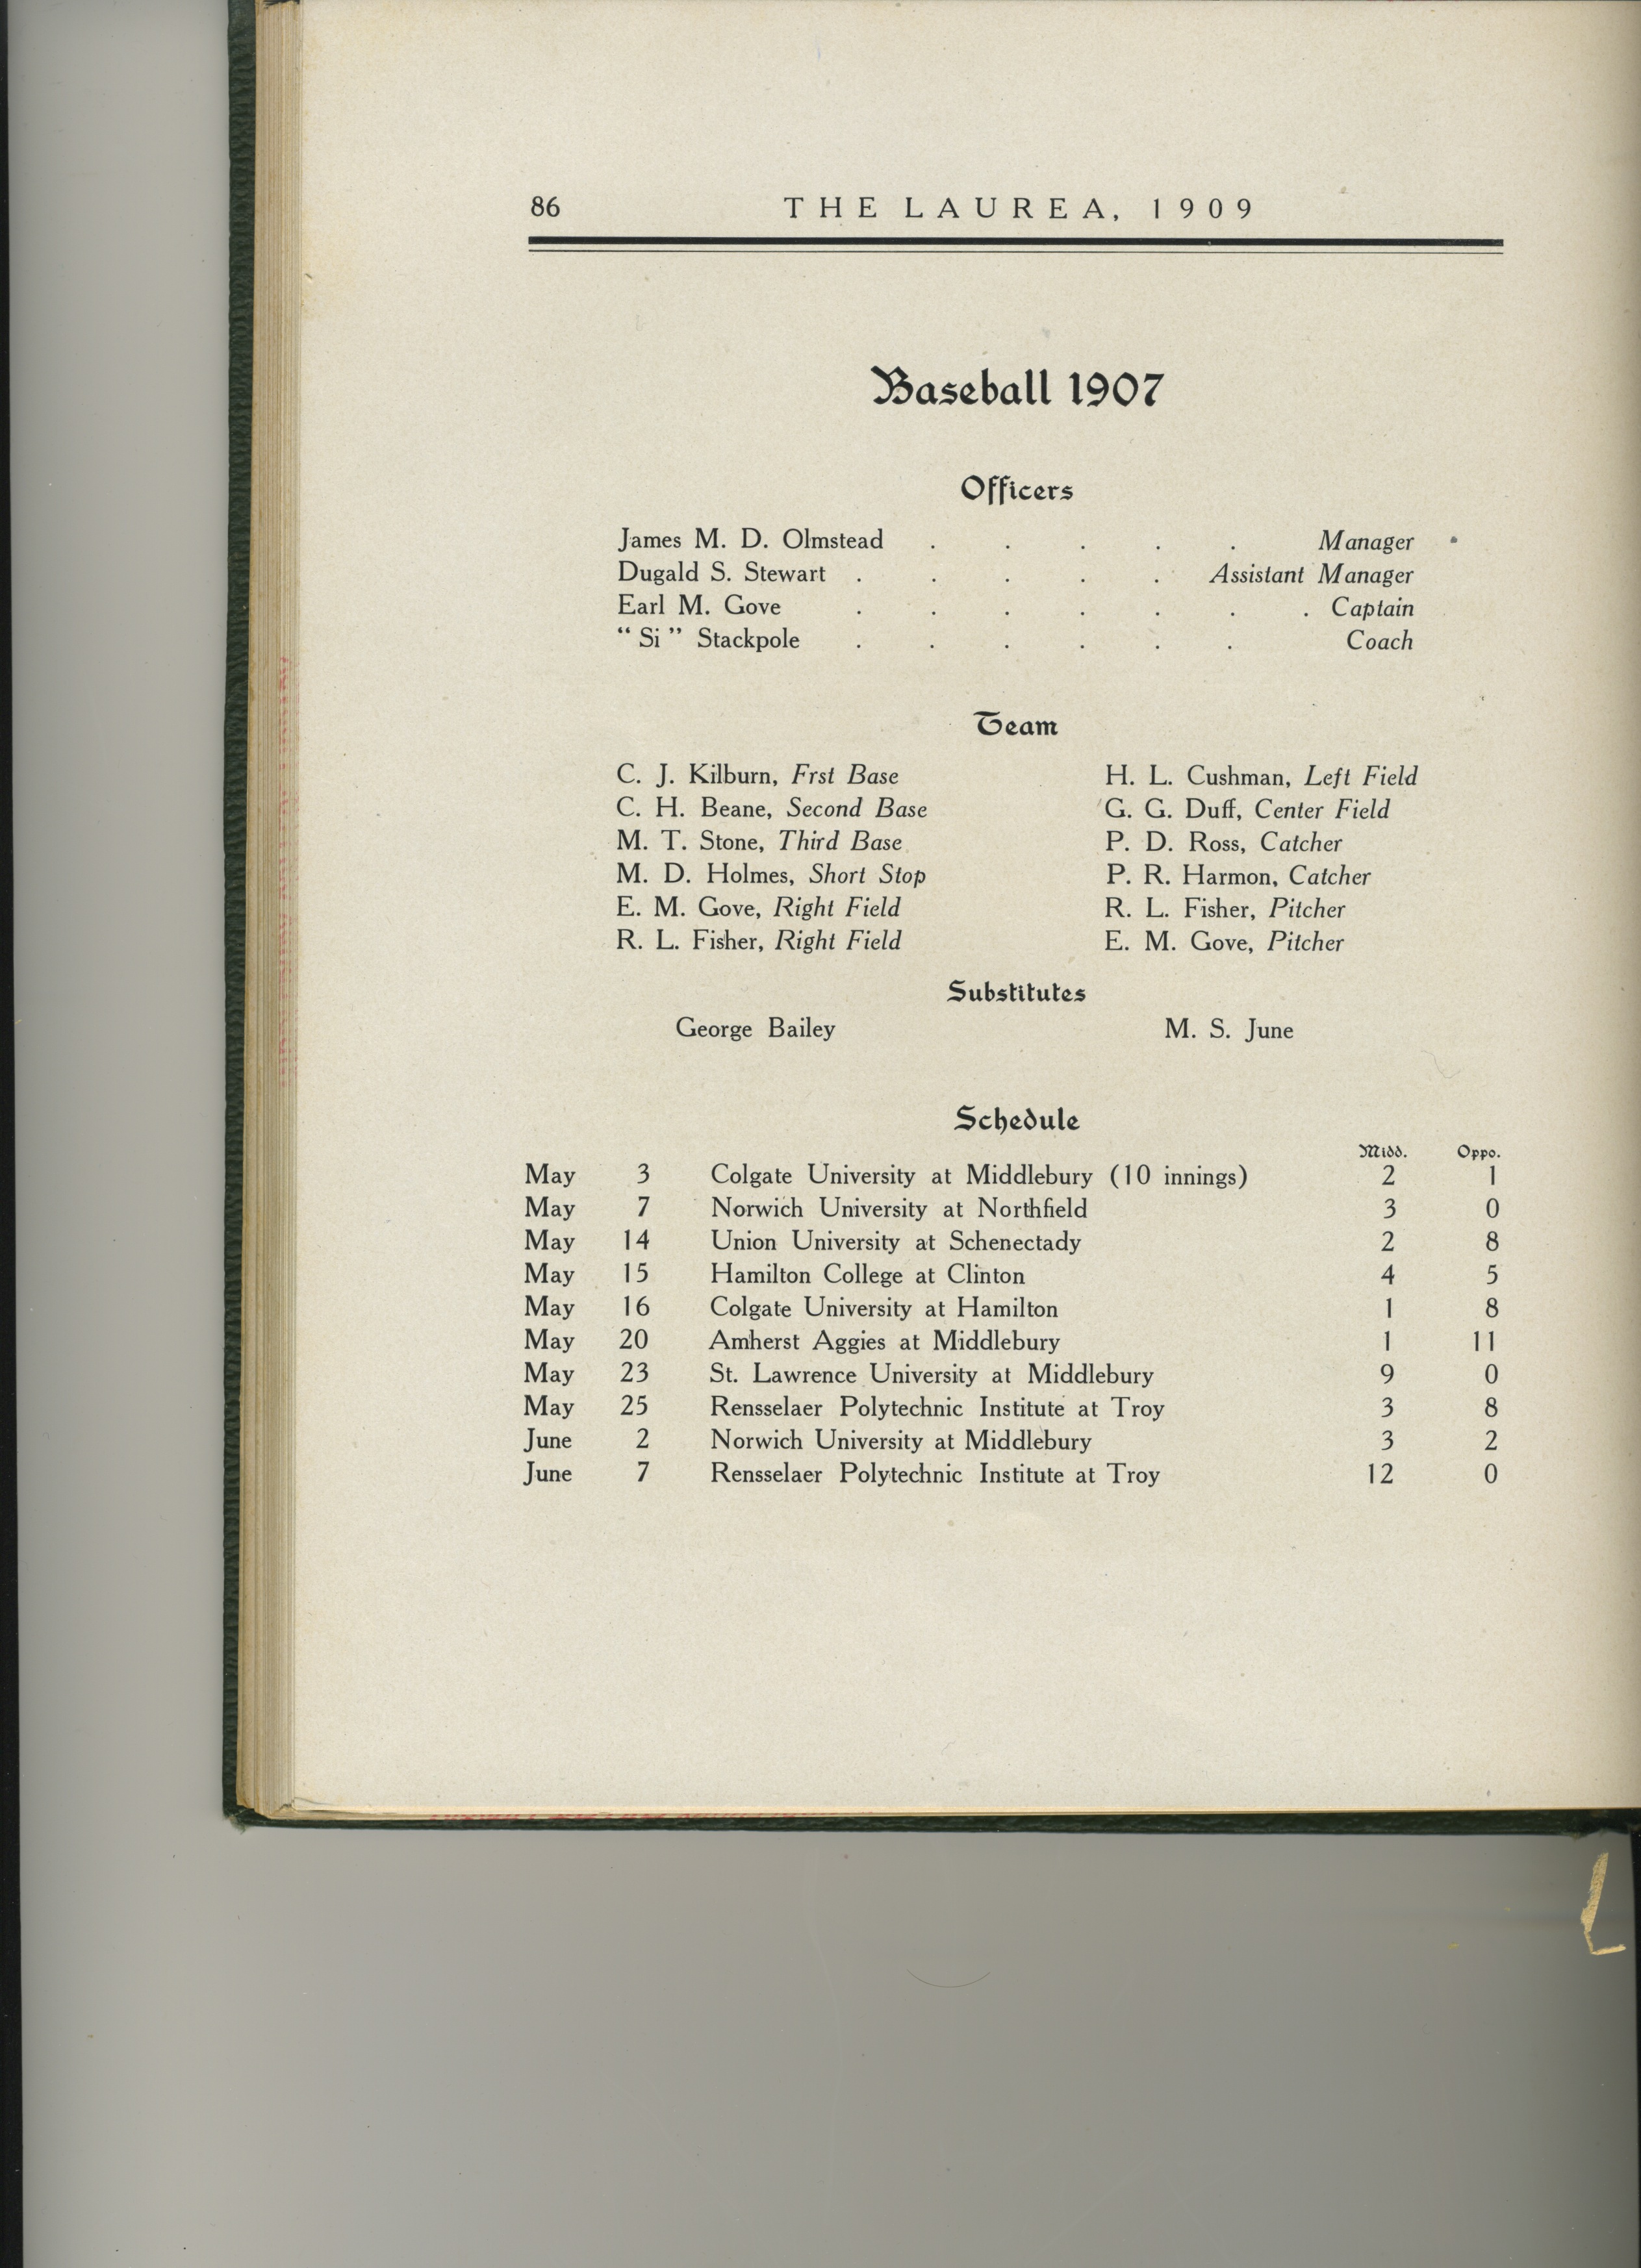 86 THE LAUREA, 1909
Baseball 1907
Officers
James M. D. Olmstead . . . . . Manager
Dugald S. Stewart . . . . . Assistant Manager
Earl M. Gove . . . . . . . Captain
“Si” Stackpole . . . . . . Coach
Team
C. J. Kilburn, Frst Base
C. H. Beane, Second Base
M. T. Stone, Third Base
M. D. Holmes, Short Stop
E. M. Gove, Right Field
R. L. Fisher, Right Field
H. L. Cushman, Left Field
G. G. Duff, Center Field
P. D. Ross, Catcher
P. R. Harmon, Catcher
R. L. Fisher, Pitcher
E. M. Gove, Pitcher
Substitutes
George Bailey M. S. June
Schedule
Midd. Oppo.
May 3 Colgate University at Middlebury (10 innings) 2 1
May 7 Norwich University at Northfield 3 0
May 14 Union University at Schenectady 2 8
May 15 Hamilton College at Clinton 4 5
May 16 Colgate University at Hamilton 1 8
May 20 Amherst Aggies at Middlebury 1 11
May 23 St. Lawrence University at Middlebury 9 0
May 25 Rensselaer Polytechnic Institute at Troy 3 8
June 2 Norwich University at Middlebury 3 2
June 7 Rensselaer Polytechnic Institute at Troy 12 0